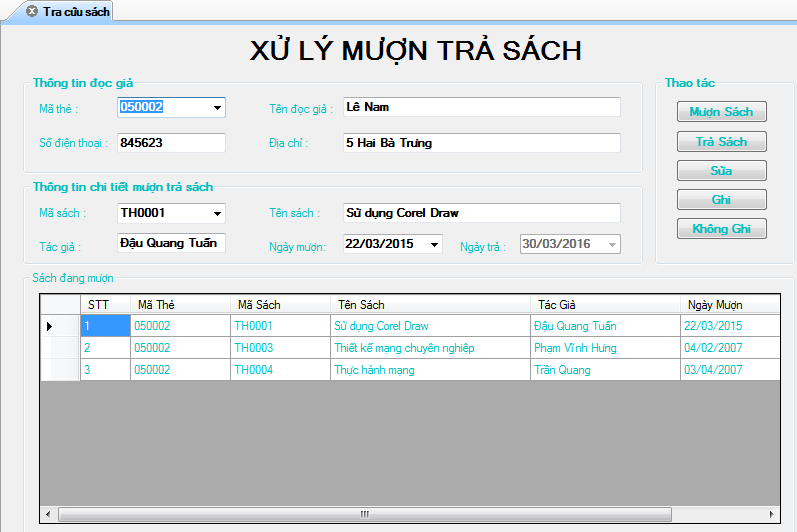 Tra cứu sách
XỬ LÝ MƯỢN TRẢ SÁCH
Thông tin đọc giả
Mã thẻ : 050002 Tên đọc giả : Lê Nam
Số điện thoại : 845623 Địa chỉ : 5 Hai Bà Trưng
Thông tin chi tiết mượn trả sách
Mã sách : TH0001 Tên sách : Sử dụng Corel Draw
Tác giả : Đậu Quang Tuấn Ngày mượn: 22/03/2015 Ngày trả : 30/03/2016
Thao tác
Mượn Sách
Trả Sách
Sửa
Ghi
Không Ghi
Sách đang mượn
STT Mã Thẻ Mã Sách Tên Sách Tác Giả Ngày Mượn
1 050002 TH0001 Sử dụng Corel Draw Đậu Quang Tuấn 22/03/2015
2 050002 TH0003 Thiết kế mạng chuyên nghiệp Phạm Vĩnh Hưng 04/02/2007
3 050002 TH0004 Thực hành mạng Trần Quang 03/04/2007